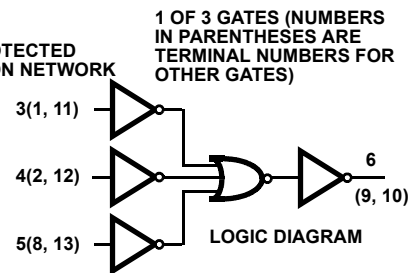 1 OF 3 GATES (NUMBERS
IN PARENTHESES ARE
TERMINAL NUMBERS FOR
OTHER GATES)
OTECTED
ON NETWORK
3(1, 11)
4(2, 12)
5(8, 13)
6
(9, 10)
LOGIC DIAGRAM